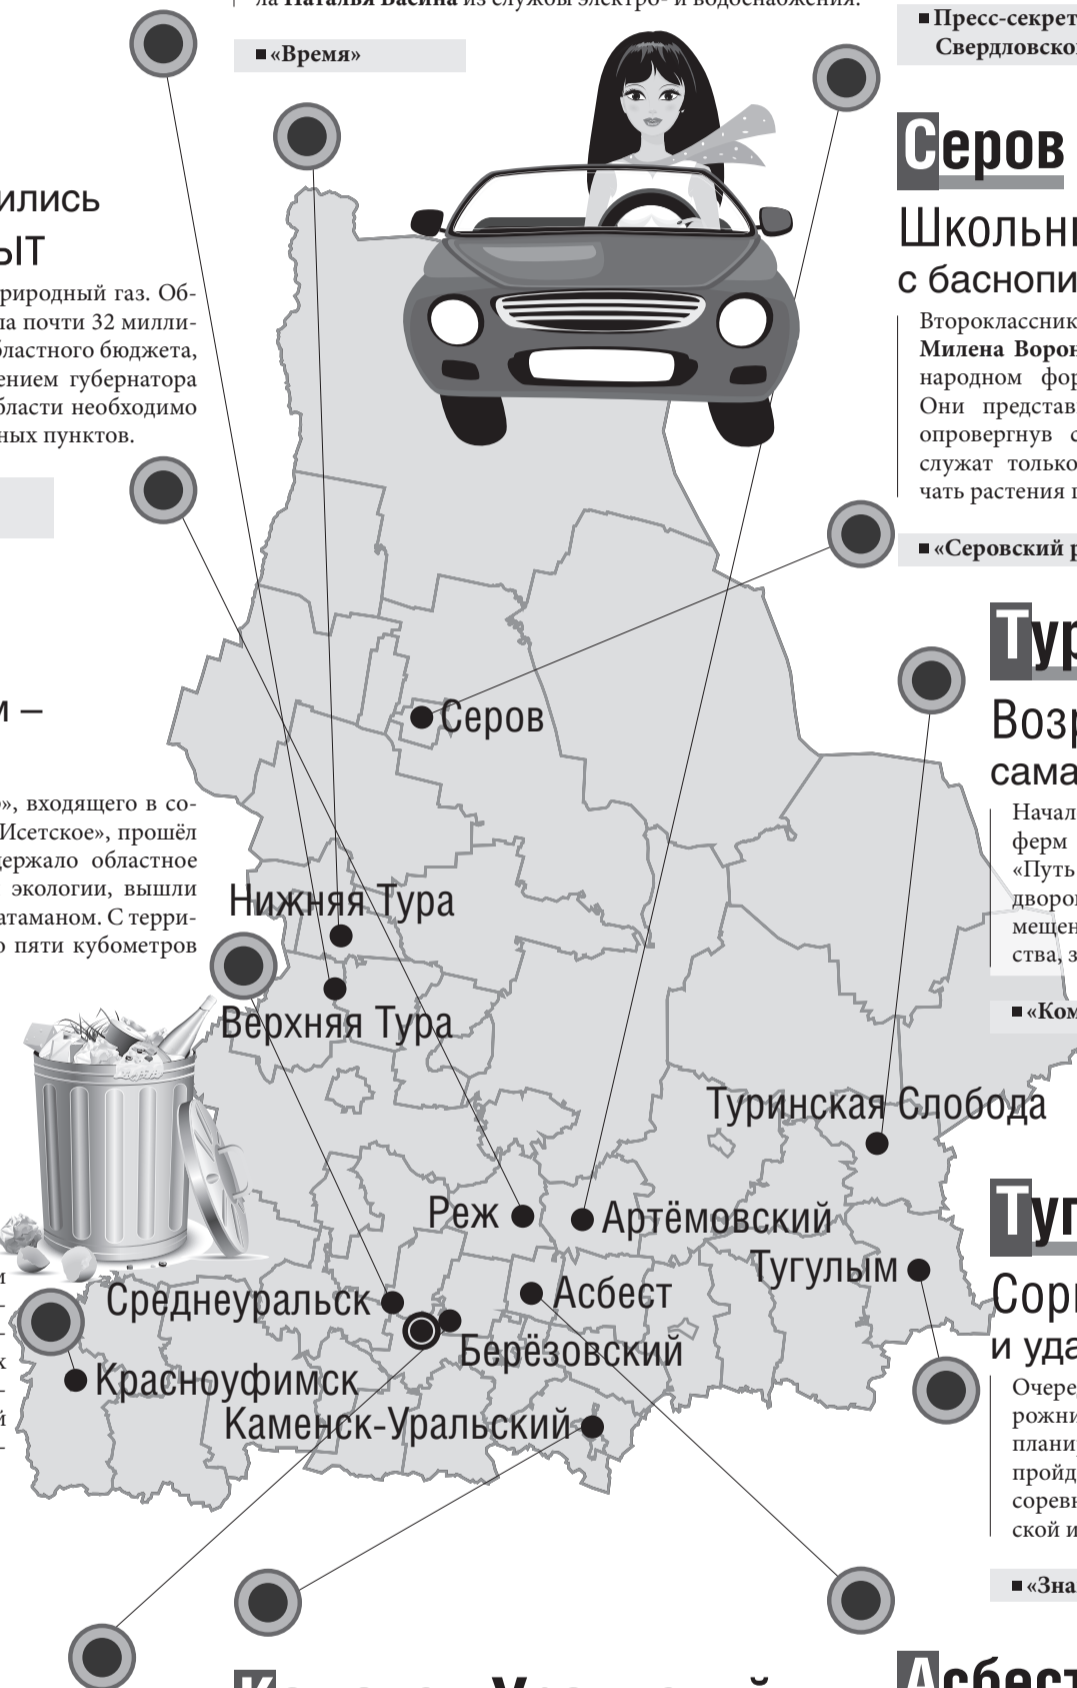 ла Наталья Васина из службы электро- и водоснабжения.
«Время»
ились
ыт
риродный газ. Об-
ла почти 32 милли-
бластного бюджета,
ением губернатора
бласти необходимо
ных пунктов.
м –
», входящего в со-
Исетское», прошёл
держало областное
экологии, вышли
атаманом. С терри-
о пяти кубометров
и
х
й
Серов
Нижняя Тура
Верхняя Тура
Туринская Слобода
Реж
Артёмовский
Тугулым
Среднеуральск
Асбест
Берёзовский
Красноуфимск
Каменск-Уральский
Пресс-секрет
Свердловско
Серов
Школьн
с баснопи
Второклассник
Милена Ворон
народном фор
Они представ
опровергнув с
служат только
чать растения
«Серовский р
Тур
Возр
сама
Начал
ферм
«Путь
дворо
мещен
ства, з
«Ком
Туг
Сор
и уда
Очере
рожни
плани
пройд
соревн
ской и
«Зна
Каменск-Уральский
Асбест